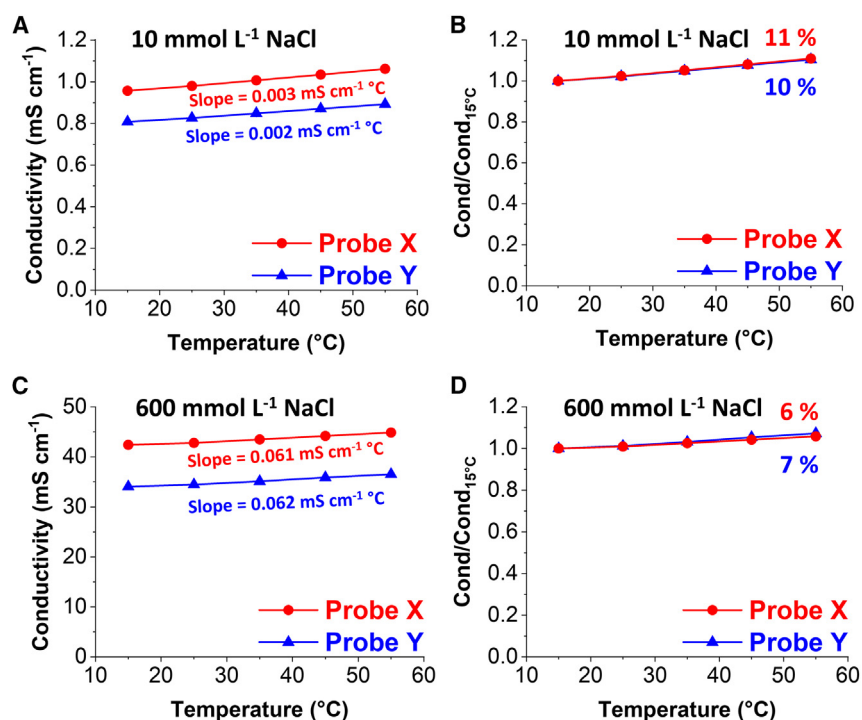 A
10 mmol L⁻¹ NaCl
Conductivity (mS cm⁻¹)
1.2
1.0
0.8
0.6
0.4
0.2
0.0
Slope = 0.003 mS cm⁻¹ °C
Slope = 0.002 mS cm⁻¹ °C
Probe X
Probe Y
10 20 30 40 50 60
Temperature (°C)
B
10 mmol L⁻¹ NaCl
11 %
10 %
Cond/Cond₁₅°C
1.2
1.0
0.8
0.6
0.4
0.2
0.0
Probe X
Probe Y
10 20 30 40 50 60
Temperature (°C)
C
600 mmol L⁻¹ NaCl
Conductivity (mS cm⁻¹)
50
45
40
30
20
10
0
Slope = 0.061 mS cm⁻¹ °C
Slope = 0.062 mS cm⁻¹ °C
Probe X
Probe Y
10 20 30 40 50 60
Temperature (°C)
D
600 mmol L⁻¹ NaCl
6 %
7 %
Cond/Cond₁₅°C
1.2
1.0
0.8
0.6
0.4
0.2
0.0
Probe X
Probe Y
10 20 30 40 50 60
Temperature (°C)